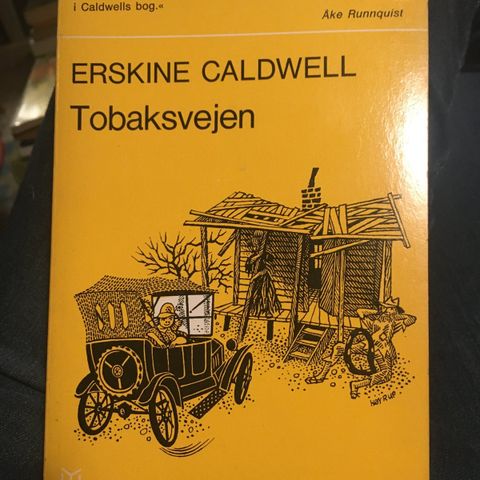 i Caldwells bog.«
Åke Runnquist
ERSKINE CALDWELL
Tobaksvejen